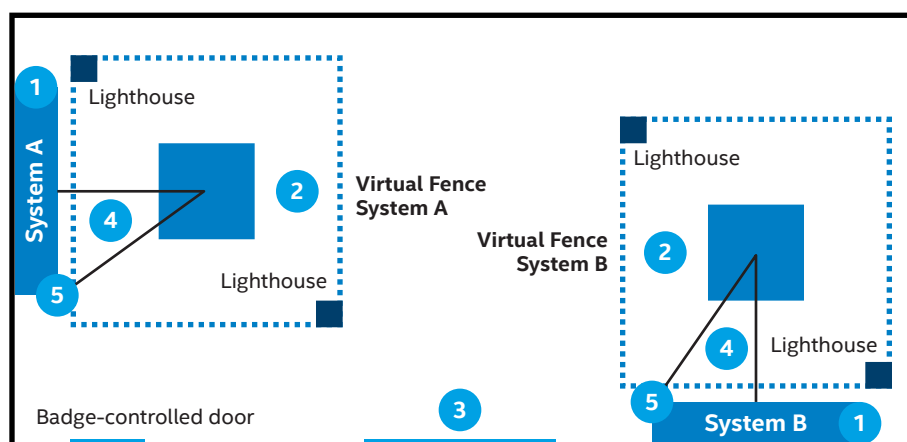 1
Lighthouse
System A
2
4
Virtual Fence
System A
Lighthouse
5
Lighthouse
Virtual Fence
System B
2
4
Lighthouse
5
System B
1
Badge-controlled door
3